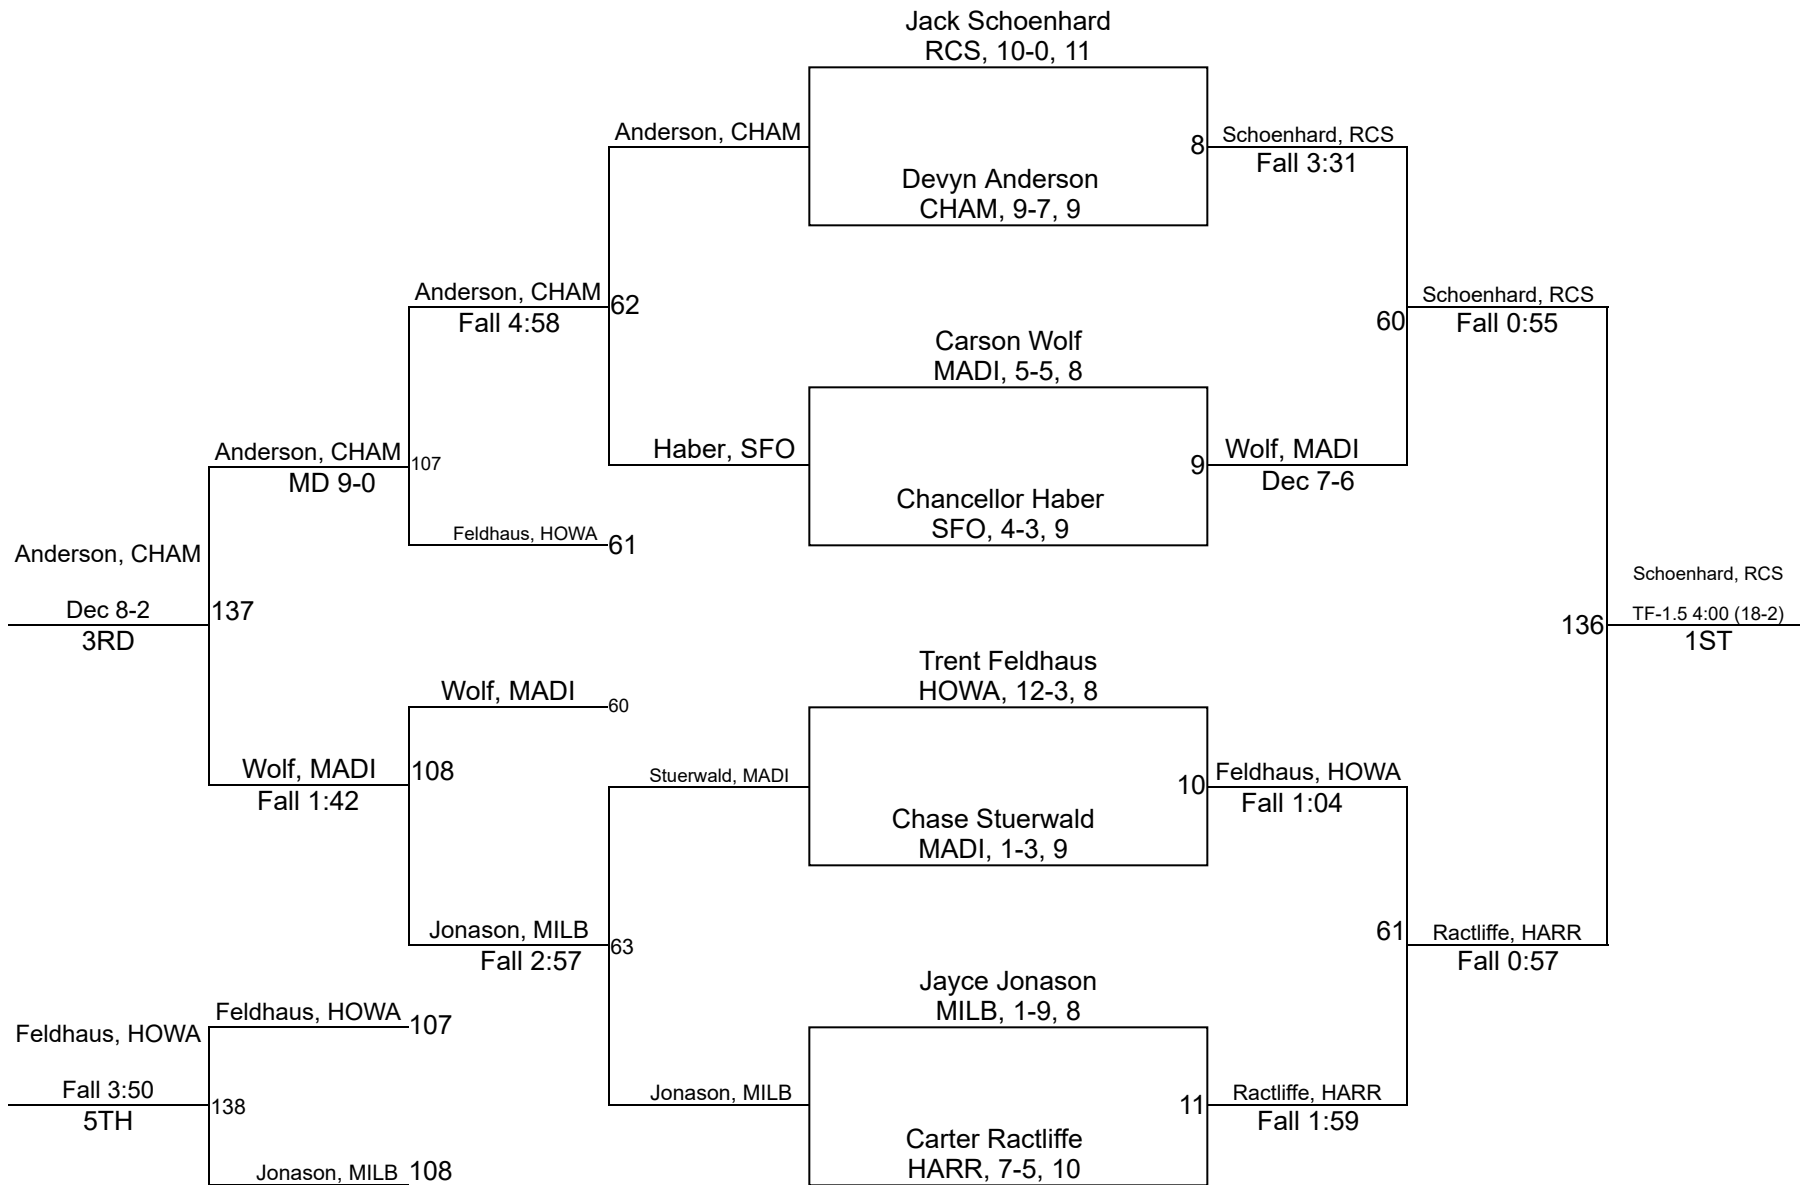 Jack Schoenhard
RCS, 10-0, 11
Anderson, CHAM
8
Schoenhard, RCS
Fall 3:31
Devyn Anderson
CHAM, 9-7, 9
Anderson, CHAM
Fall 4:58
62
60
Schoenhard, RCS
Fall 0:55
Carson Wolf
MADI, 5-5, 8
Anderson, CHAM
MD 9-0
107
Haber, SFO
9
Wolf, MADI
Dec 7-6
Chancellor Haber
SFO, 4-3, 9
Feldhaus, HOWA
61
Anderson, CHAM
Dec 8-2
3RD
137
136
Schoenhard, RCS
TF-1.5 4:00 (18-2)
1ST
Trent Feldhaus
HOWA, 12-3, 8
Wolf, MADI
60
Wolf, MADI
Fall 1:42
108
Stuerwald, MADI
10
Feldhaus, HOWA
Fall 1:04
Chase Stuerwald
MADI, 1-3, 9
Jonason, MILB
Fall 2:57
63
61
Ractliffe, HARR
Fall 0:57
Jayce Jonason
MILB, 1-9, 8
Feldhaus, HOWA
107
Feldhaus, HOWA
Fall 3:50
5TH
138
Jonason, MILB
11
Ractliffe, HARR
Fall 1:59
Carter Ractliffe
HARR, 7-5, 10
Jonason, MILB
108